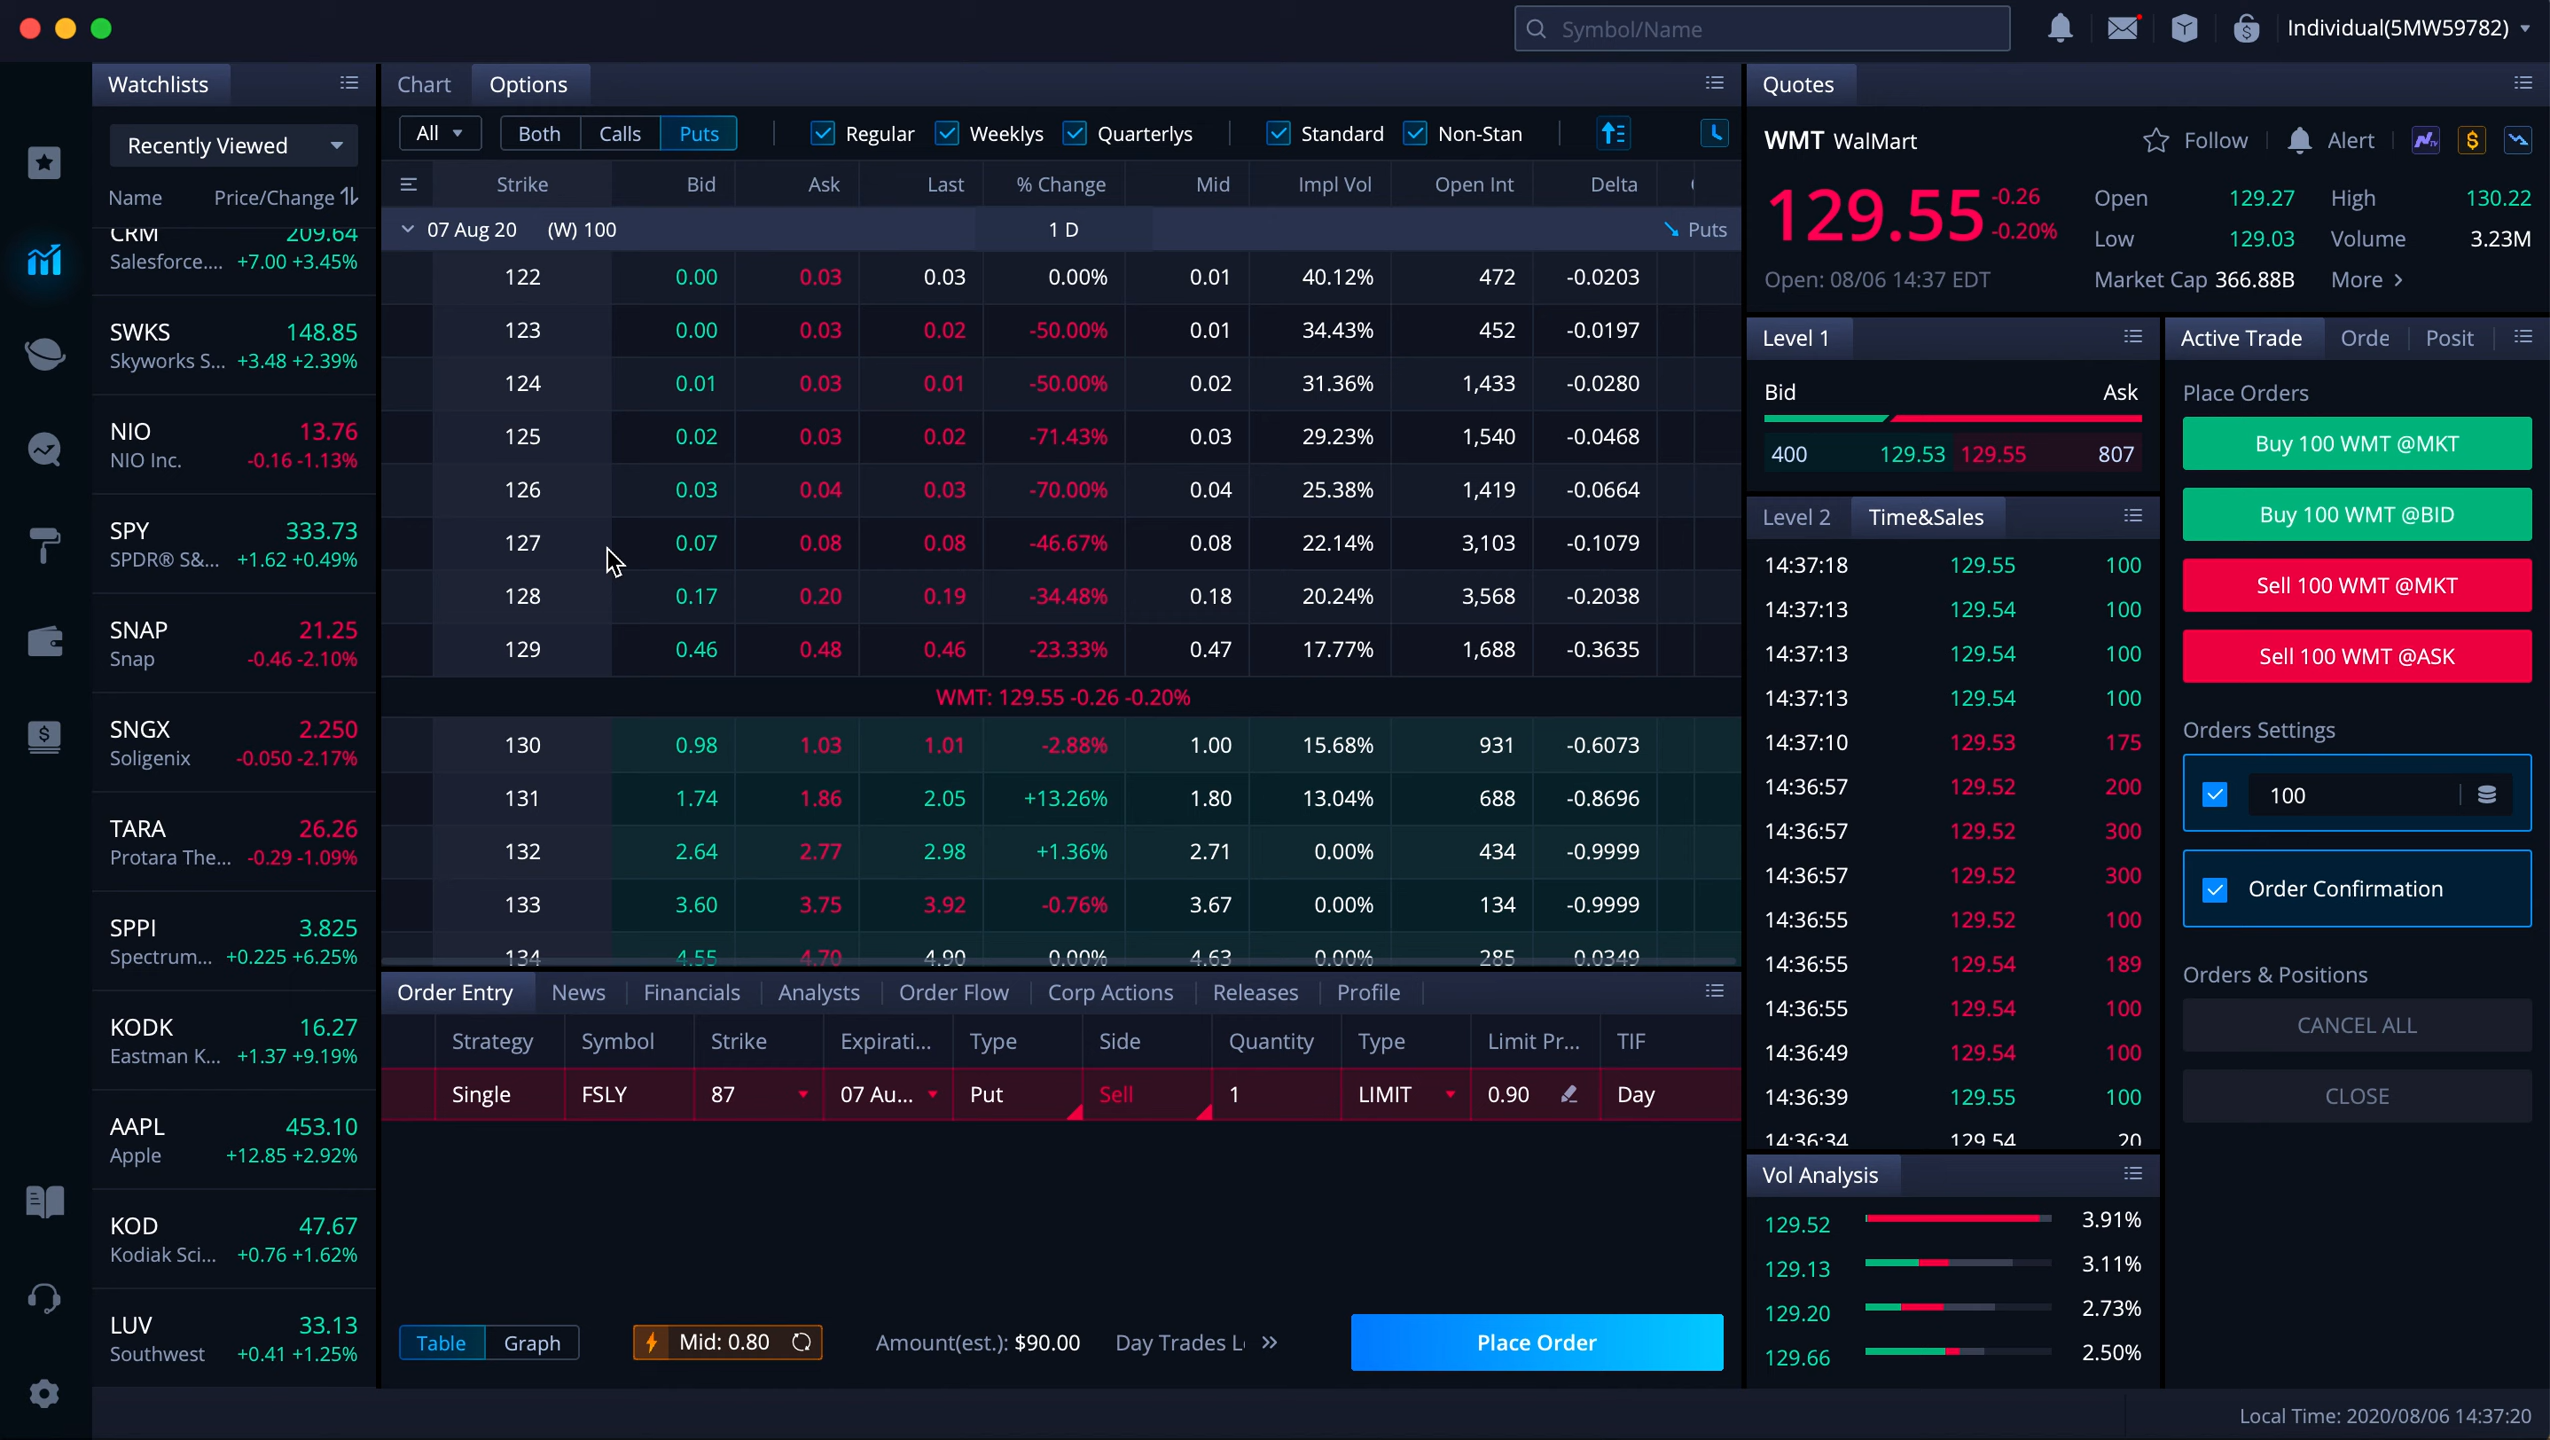 Symbol/Name
Individual(5MW59782)
Watchlists
Recently Viewed
Name Price/Change
CRM 209.64
Salesforce.... +7.00 +3.45%
SWKS 148.85
Skyworks S... +3.48 +2.39%
NIO 13.76
NIO Inc. -0.16 -1.13%
SPY 333.73
SPDR® S&... +1.62 +0.49%
SNAP 21.25
Snap -0.46 -2.10%
SNGX 2.250
Soligenix -0.050 -2.17%
TARA 26.26
Protara The... -0.29 -1.09%
SPPI 3.825
Spectrum... +0.225 +6.25%
KODK 16.27
Eastman K... +1.37 +9.19%
AAPL 453.10
Apple +12.85 +2.92%
KOD 47.67
Kodiak Sci... +0.76 +1.62%
LUV 33.13
Southwest +0.41 +1.25%
Chart Options
All Both Calls Puts Regular Weeklys Quarterlys Standard Non-Stan
Strike Bid Ask Last % Change Mid Impl Vol Open Int Delta
07 Aug 20 (W) 100 1 D Puts
122 0.00 0.03 0.03 0.00% 0.01 40.12% 472 -0.0203
123 0.00 0.03 0.02 -50.00% 0.01 34.43% 452 -0.0197
124 0.01 0.03 0.01 -50.00% 0.02 31.36% 1,433 -0.0280
125 0.02 0.03 0.02 -71.43% 0.03 29.23% 1,540 -0.0468
126 0.03 0.04 0.03 -70.00% 0.04 25.38% 1,419 -0.0664
127 0.07 0.08 0.08 -46.67% 0.08 22.14% 3,103 -0.1079
128 0.17 0.20 0.19 -34.48% 0.18 20.24% 3,568 -0.2038
129 0.46 0.48 0.46 -23.33% 0.47 17.77% 1,688 -0.3635
WMT: 129.55 -0.26 -0.20%
130 0.98 1.03 1.01 -2.88% 1.00 15.68% 931 -0.6073
131 1.74 1.86 2.05 +13.26% 1.80 13.04% 688 -0.8696
132 2.64 2.77 2.98 +1.36% 2.71 0.00% 434 -0.9999
133 3.60 3.75 3.92 -0.76% 3.67 0.00% 134 -0.9999
134 4.55 4.70 4.90 0.00% 4.63 0.00% 285 0.0349
Order Entry News Financials Analysts Order Flow Corp Actions Releases Profile
Strategy Symbol Strike Expirati... Type Side Quantity Type Limit Pr... TIF
Single FSLY 87 07 Au... Put Sell 1 LIMIT 0.90 Day
Table Graph Mid: 0.80 Amount(est.): $90.00 Day Trades Place Order
Quotes
WMT WalMart Follow Alert
129.55 -0.26 -0.20%
Open: 08/06 14:37 EDT
Open 129.27 High 130.22
Low 129.03 Volume 3.23M
Market Cap 366.88B More
Level 1
Bid Ask
400 129.53 129.55 807
Level 2 Time&Sales
14:37:18 129.55 100
14:37:13 129.54 100
14:37:13 129.54 100
14:37:13 129.54 100
14:37:10 129.53 175
14:36:57 129.52 200
14:36:57 129.52 300
14:36:57 129.52 300
14:36:55 129.52 100
14:36:55 129.54 189
14:36:55 129.54 100
14:36:49 129.54 100
14:36:39 129.55 100
14:36:34 129.54 20
Vol Analysis
129.52 3.91%
129.13 3.11%
129.20 2.73%
129.66 2.50%
Active Trade Orde Posit
Place Orders
Buy 100 WMT @MKT
Buy 100 WMT @BID
Sell 100 WMT @MKT
Sell 100 WMT @ASK
Orders Settings
100
Order Confirmation
Orders & Positions
CANCEL ALL
CLOSE
Local Time: 2020/08/06 14:37:20